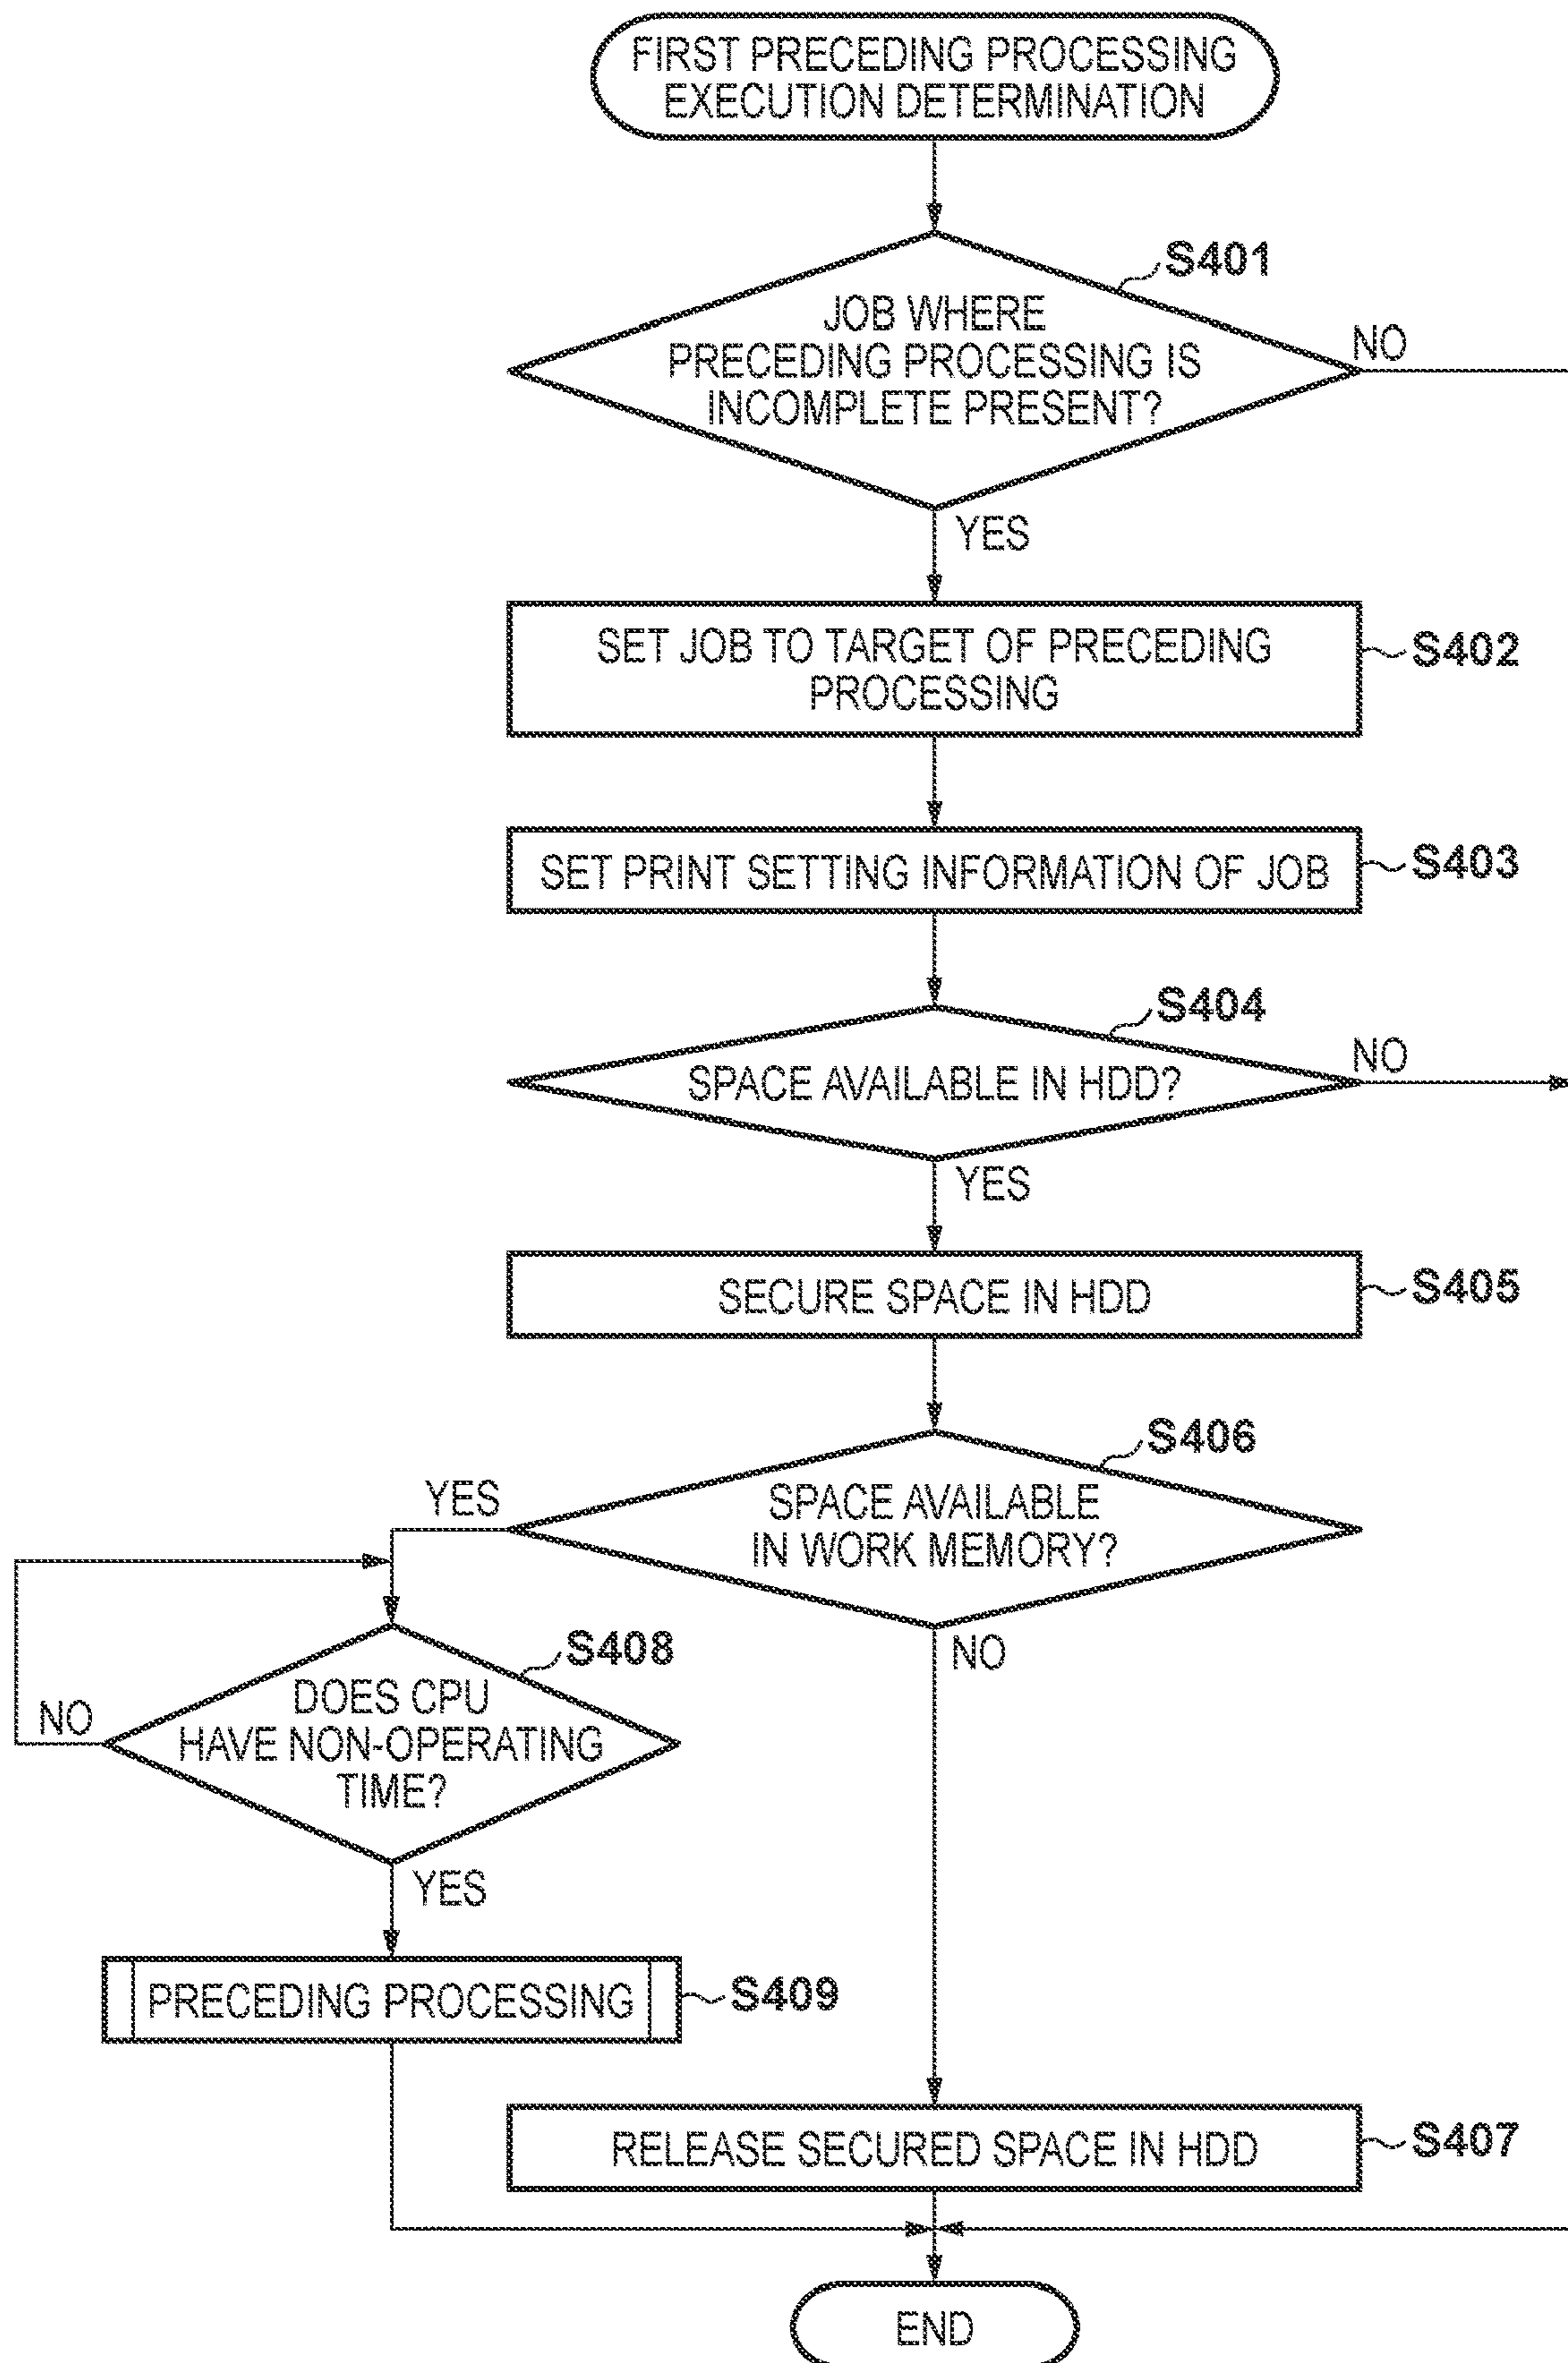 FIRST PRECEDING PROCESSING
EXECUTION DETERMINATION
S401
JOB WHERE
PRECEDING PROCESSING IS
INCOMPLETE PRESENT?
NO
YES
SET JOB TO TARGET OF PRECEDING
PROCESSING
S402
SET PRINT SETTING INFORMATION OF JOB
S403
S404
SPACE AVAILABLE IN HDD?
NO
YES
SECURE SPACE IN HDD
S405
S406
SPACE AVAILABLE
IN WORK MEMORY?
YES
NO
S408
DOES CPU
HAVE NON-OPERATING
TIME?
NO
YES
PRECEDING PROCESSING
S409
RELEASE SECURED SPACE IN HDD
S407
END